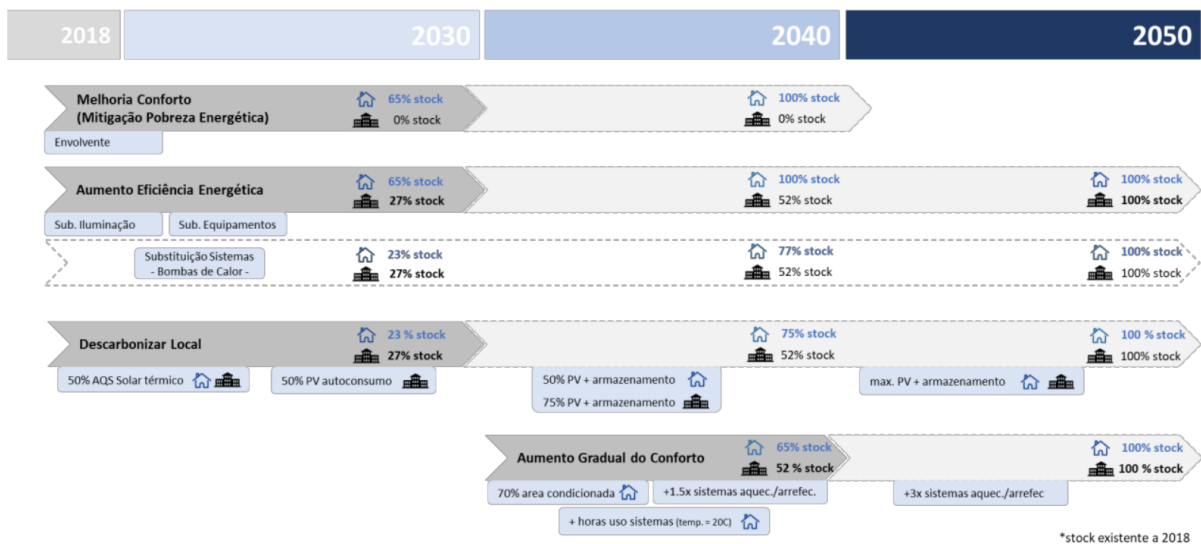 2018
2030
2040
2050
Melhoria Conforto
(Mitigação Pobreza Energética)
65% stock
0% stock
100% stock
0% stock
Envolvente
Aumento Eficiência Energética
65% stock
27% stock
100% stock
52% stock
100% stock
100% stock
Sub. Iluminação
Sub. Equipamentos
Substituição Sistemas
- Bombas de Calor -
23% stock
27% stock
77% stock
52% stock
100% stock
100% stock
Descarbonizar Local
23 % stock
27% stock
75% stock
52% stock
100 % stock
100% stock
50% AQS Solar térmico
50% PV autoconsumo
50% PV + armazenamento
75% PV + armazenamento
max. PV + armazenamento
Aumento Gradual do Conforto
65% stock
52 % stock
100% stock
100 % stock
70% area condicionada
+1.5x sistemas aquec./arrefec.
+3x sistemas aquec./arrefec
+ horas uso sistemas (temp. = 20C)
*stock existente a 2018